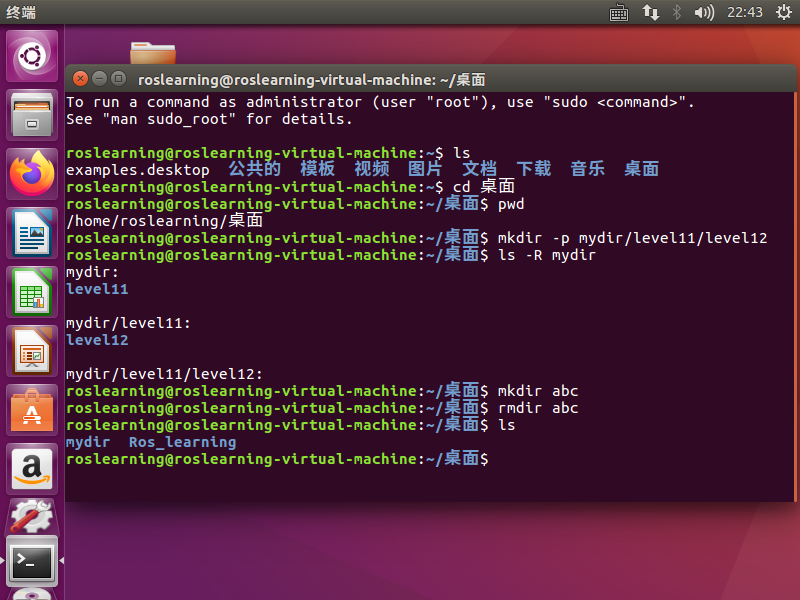 终端
22:43
roslearning@roslearning-virtual-machine: ~/桌面
To run a command as administrator (user "root"), use "sudo <command>".
See "man sudo_root" for details.
roslearning@roslearning-virtual-machine:~$ ls
examples.desktop 公共的 模板 视频 图片 文档 下载 音乐 桌面
roslearning@roslearning-virtual-machine:~$ cd 桌面
roslearning@roslearning-virtual-machine:~/桌面$ pwd
/home/roslearning/桌面
roslearning@roslearning-virtual-machine:~/桌面$ mkdir -p mydir/level11/level12
roslearning@roslearning-virtual-machine:~/桌面$ ls -R mydir
mydir:
level11
mydir/level11:
level12
mydir/level11/level12:
roslearning@roslearning-virtual-machine:~/桌面$ mkdir abc
roslearning@roslearning-virtual-machine:~/桌面$ rmdir abc
roslearning@roslearning-virtual-machine:~/桌面$ ls
mydir Ros_learning
roslearning@roslearning-virtual-machine:~/桌面$